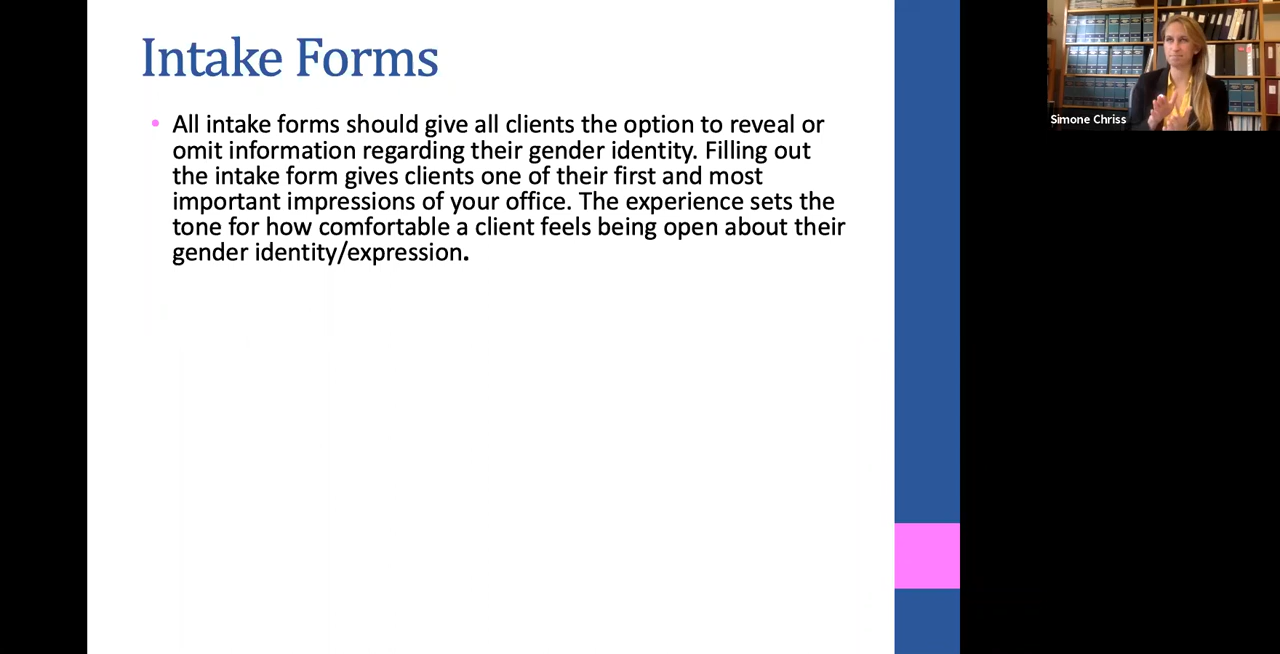 Intake Forms
• All intake forms should give all clients the option to reveal or
omit information regarding their gender identity. Filling out
the intake form gives clients one of their first and most
important impressions of your office. The experience sets the
tone for how comfortable a client feels being open about their
gender identity/expression.
Simone Chriss